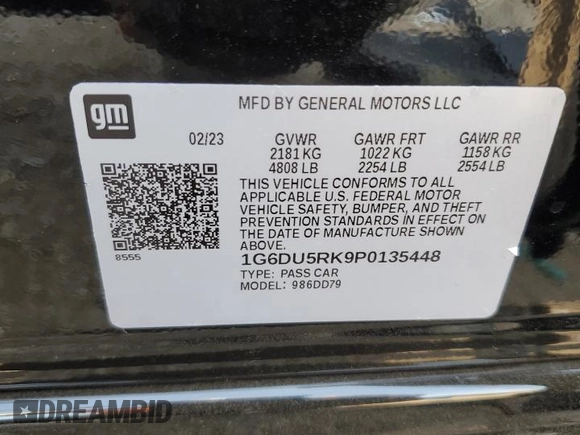 gm
MFD BY GENERAL MOTORS LLC
02/23 GVWR GAWR FRT GAWR RR
2181 KG 1022 KG 1158 KG
4808 LB 2254 LB 2554 LB
THIS VEHICLE CONFORMS TO ALL
APPLICABLE U.S. FEDERAL MOTOR
VEHICLE SAFETY, BUMPER, AND THEFT
PREVENTION STANDARDS IN EFFECT ON
THE DATE OF MANUFACTURE SHOWN
ABOVE.
8555
1G6DU5RK9P0135448
TYPE: PASS CAR
MODEL: 986DD79
DREAMBID